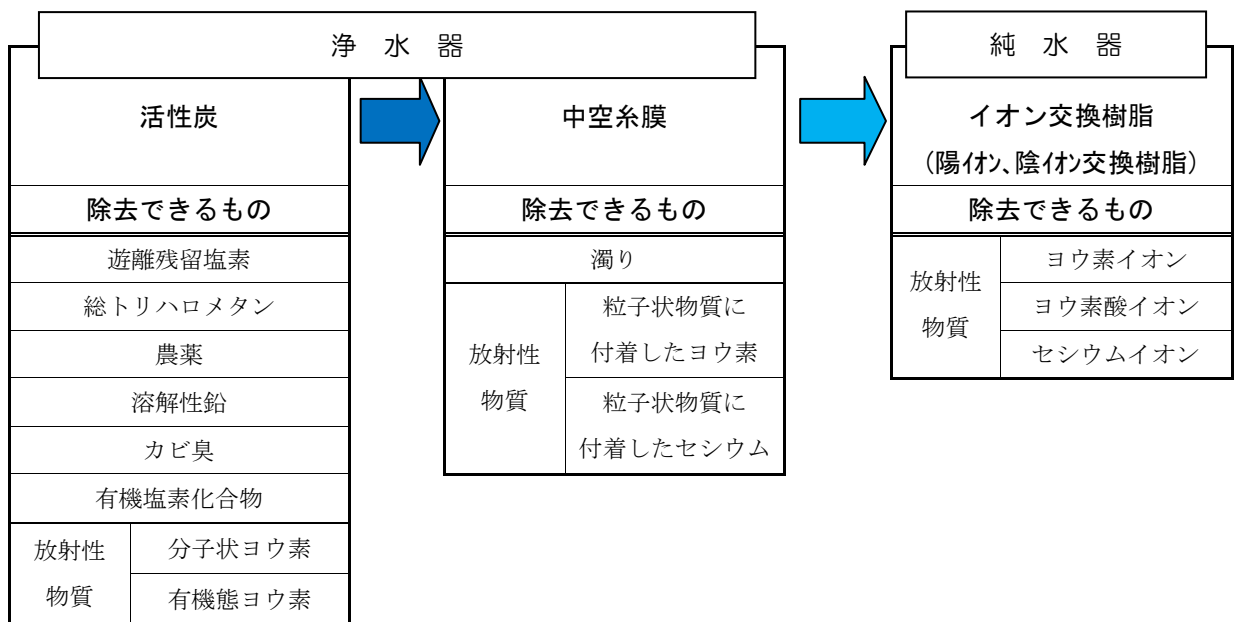 浄 水 器
活性炭
除去できるもの
遊離残留塩素
総トリハロメタン
農薬
溶解性鉛
カビ臭
有機塩素化合物
放射性
物質
分子状ヨウ素
有機態ヨウ素
中空糸膜
除去できるもの
濁り
放射性
物質
粒子状物質に
付着したヨウ素
粒子状物質に
付着したセシウム
純 水 器
イオン交換樹脂
(陽ｲｵﾝ、陰ｲｵﾝ交換樹脂)
除去できるもの
放射性
物質
ヨウ素イオン
ヨウ素酸イオン
セシウムイオン